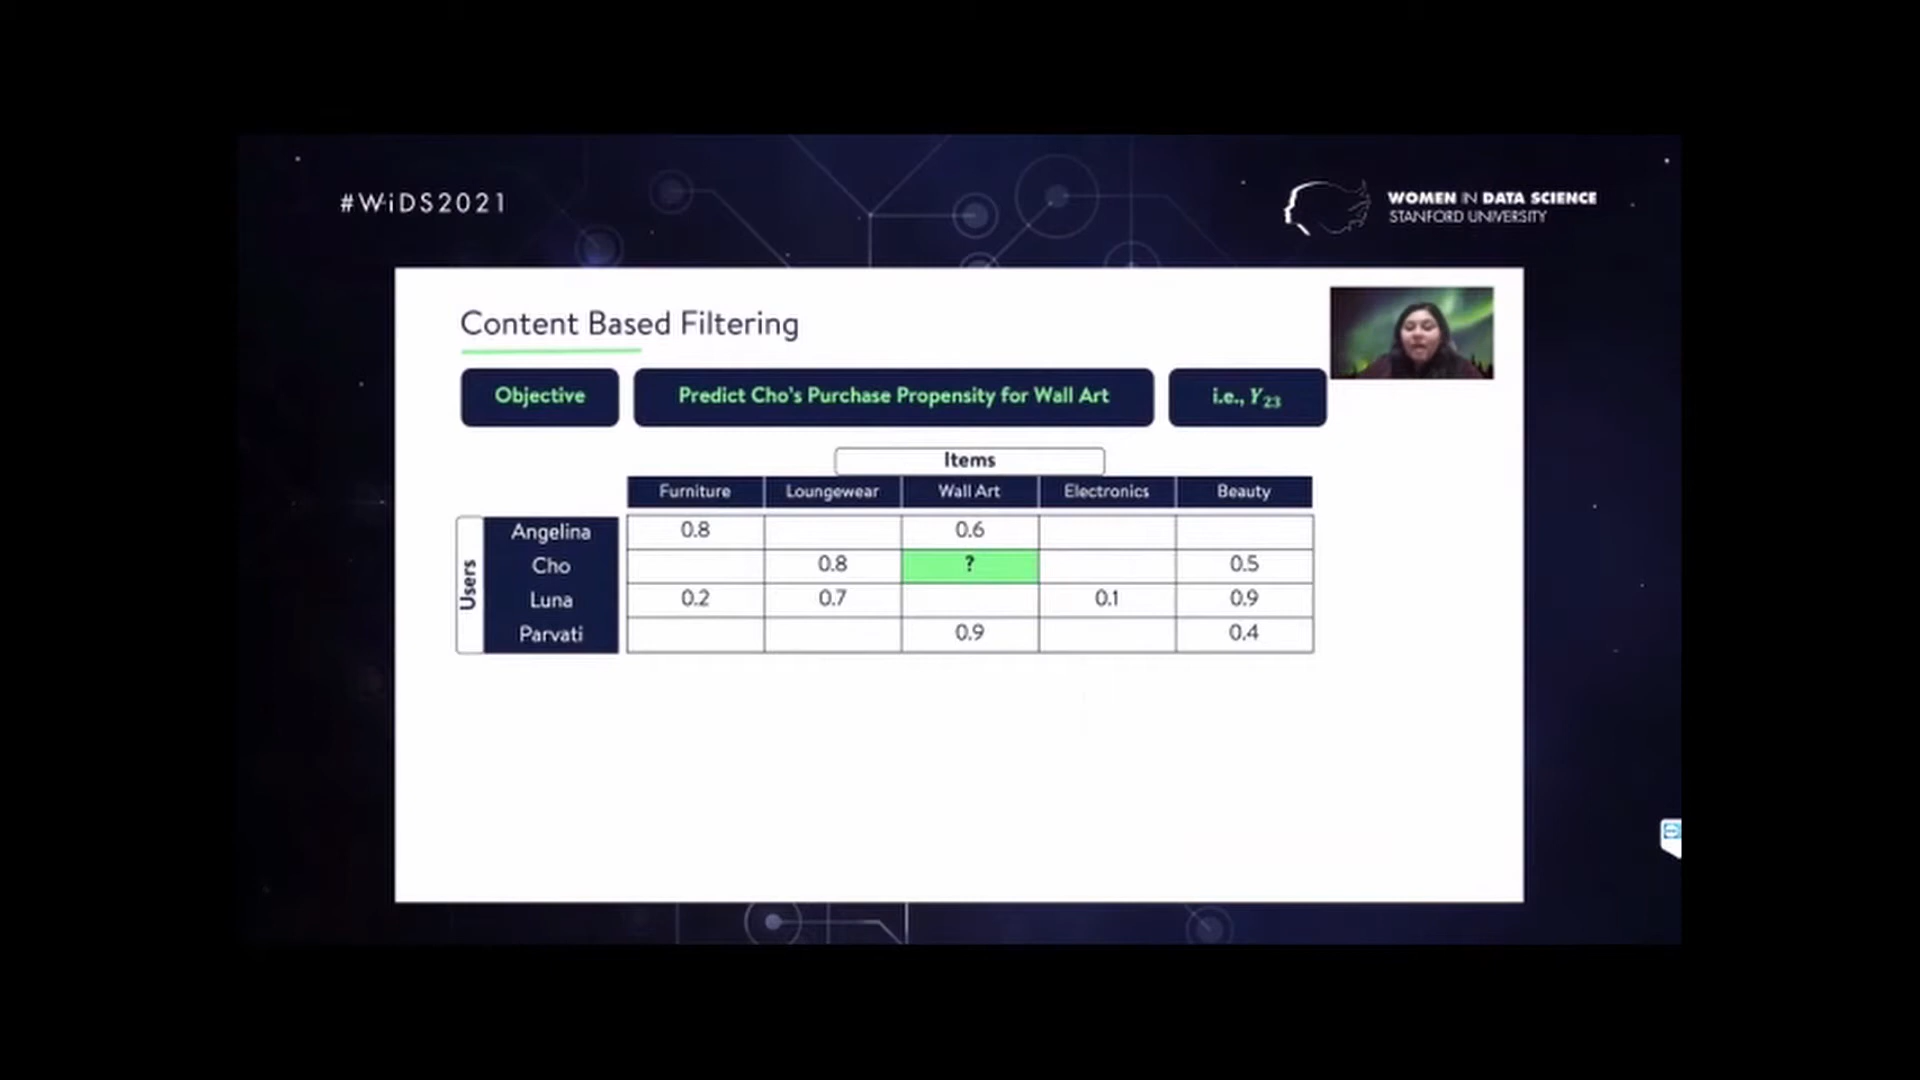 #WiDS2021
WOMEN IN DATA SCIENCE
STANFORD UNIVERSITY
Content Based Filtering
Objective
Predict Cho's Purchase Propensity for Wall Art
i.e., Y₂₃
Items
Furniture Loungewear Wall Art Electronics Beauty
Users
Angelina 0.8 0.6
Cho 0.8 ? 0.5
Luna 0.2 0.7 0.1 0.9
Parvati 0.9 0.4